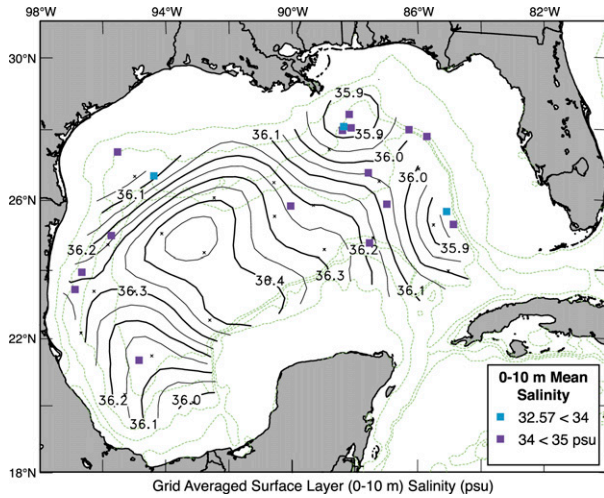 98°W
94°W
90°W
86°W
82°W
30°N
35.9
36.1
35.9
36.0
36.0
36.1
26°N
36.2
36.2
35.9
36.4
36.3
36.3
36.1
22°N
36.2
36.0
36.1
18°N
0-10 m Mean
Salinity
32.57 < 34
34 < 35 psu
Grid Averaged Surface Layer (0-10 m) Salinity (psu)